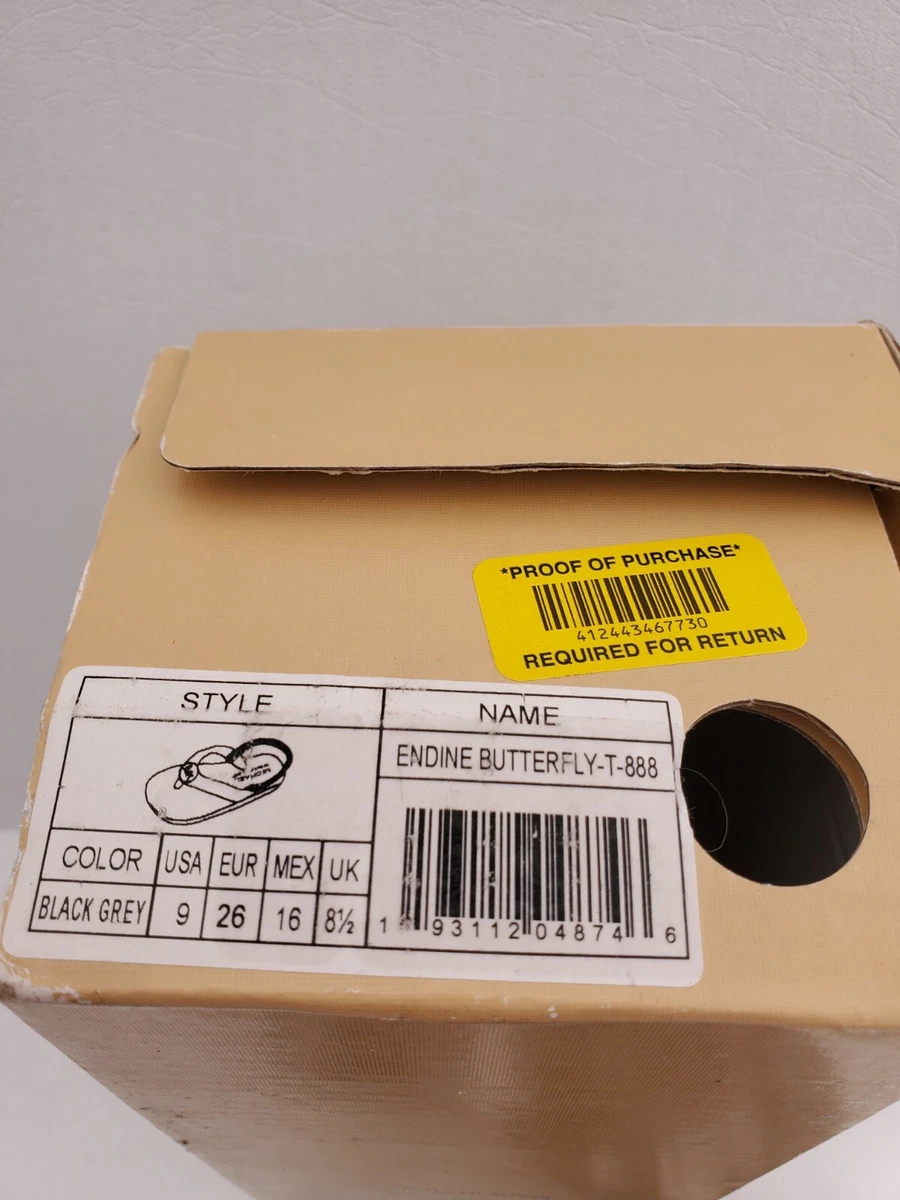 *PROOF OF PURCHASE*
412443467730
REQUIRED FOR RETURN
STYLE
NAME
ENDINE BUTTERFLY-T-888
COLOR USA EUR MEX UK
BLACK GREY 9 26 16 8½
1 93112 04874 6